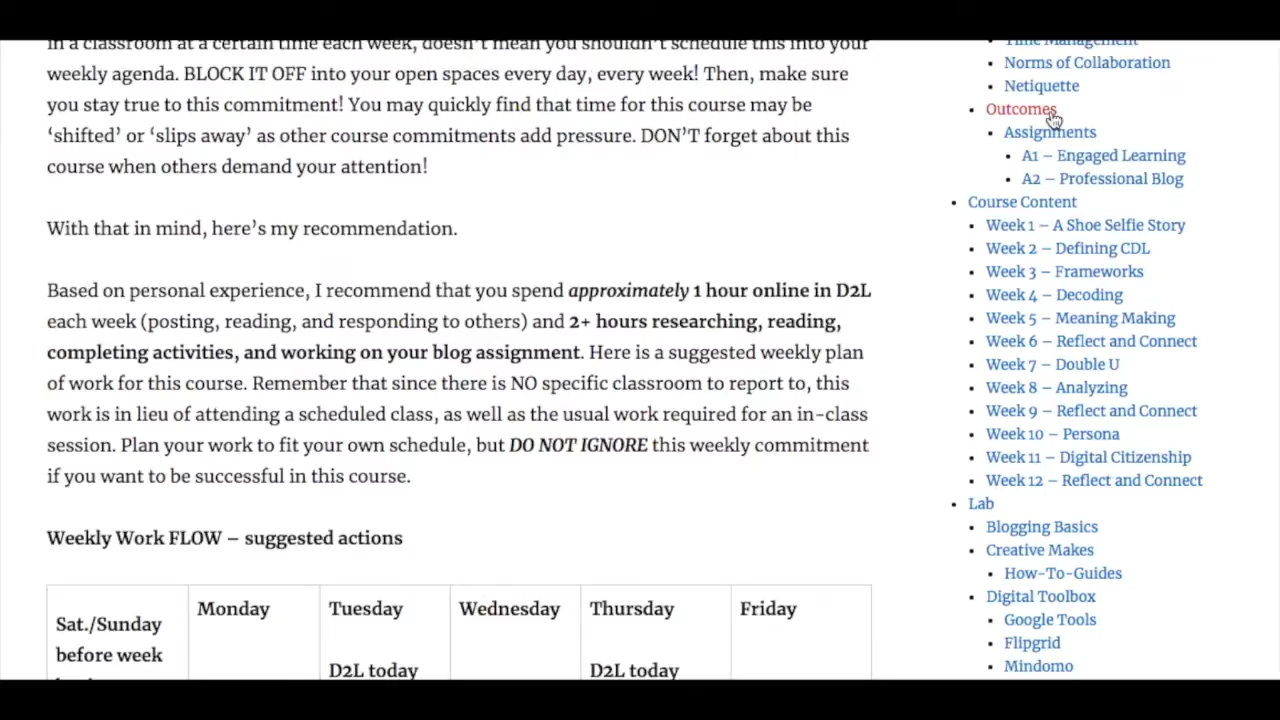 in a classroom at a certain time each week, doesn't mean you shouldn't schedule this into your
weekly agenda. BLOCK IT OFF into your open spaces every day, every week! Then, make sure
you stay true to this commitment! You may quickly find that time for this course may be
‘shifted’ or ‘slips away’ as other course commitments add pressure. DON’T forget about this
course when others demand your attention!
With that in mind, here’s my recommendation.
Based on personal experience, I recommend that you spend approximately 1 hour online in D2L
each week (posting, reading, and responding to others) and 2+ hours researching, reading,
completing activities, and working on your blog assignment. Here is a suggested weekly plan
of work for this course. Remember that since there is NO specific classroom to report to, this
work is in lieu of attending a scheduled class, as well as the usual work required for an in-class
session. Plan your work to fit your own schedule, but DO NOT IGNORE this weekly commitment
if you want to be successful in this course.
Weekly Work FLOW – suggested actions
Sat./Sunday
before week
Monday
Tuesday
D2L today
Wednesday
Thursday
D2L today
Friday
Time Management
Norms of Collaboration
Netiquette
Outcomes
Assignments
A1 – Engaged Learning
A2 – Professional Blog
Course Content
Week 1 – A Shoe Selfie Story
Week 2 – Defining CDL
Week 3 – Frameworks
Week 4 – Decoding
Week 5 – Meaning Making
Week 6 – Reflect and Connect
Week 7 – Double U
Week 8 – Analyzing
Week 9 – Reflect and Connect
Week 10 – Persona
Week 11 – Digital Citizenship
Week 12 – Reflect and Connect
Lab
Blogging Basics
Creative Makes
How-To-Guides
Digital Toolbox
Google Tools
Flipgrid
Mindomo